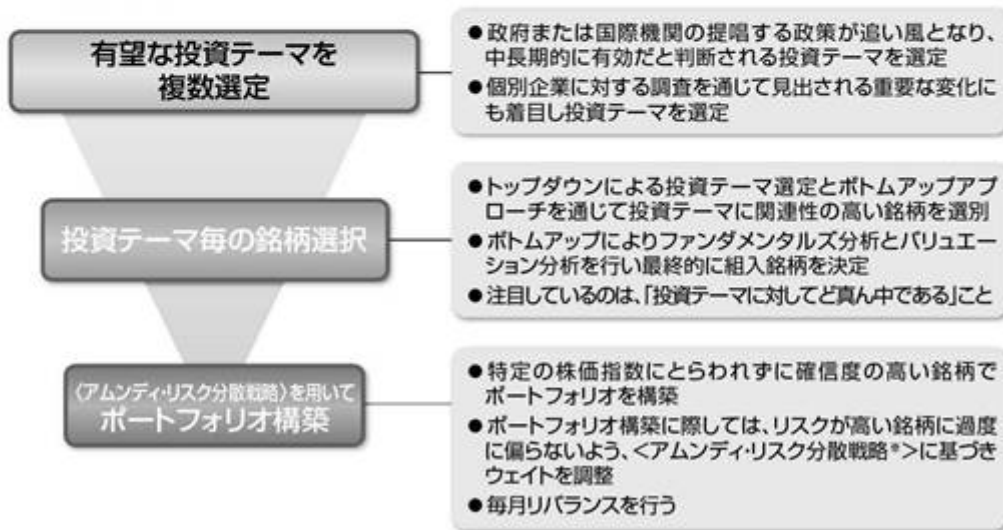 有望な投資テーマを
複数選定
●政府または国際機関の提唱する政策が追い風となり、
中長期的に有効だと判断される投資テーマを選定
●個別企業に対する調査を通じて見出される重要な変化に
も着目し投資テーマを選定
投資テーマ毎の銘柄選択
●トップダウンによる投資テーマ選定とボトムアップアプ
ローチを通じて投資テーマに関連性の高い銘柄を選別
●ボトムアップによりファンダメンタルズ分析とバリュエー
ション分析を行い最終的に組入銘柄を決定
●注目しているのは、「投資テーマに対してど真ん中である」こと
〈アムンディ・リスク分散戦略〉を用いて
ポートフォリオ構築
●特定の株価指数にとらわれずに確信度の高い銘柄で
ポートフォリオを構築
●ポートフォリオ構築に際しては、リスクが高い銘柄に過度
に偏らないよう、<アムンディ・リスク分散戦略*>に基づき
ウェイトを調整
●毎月リバランスを行う